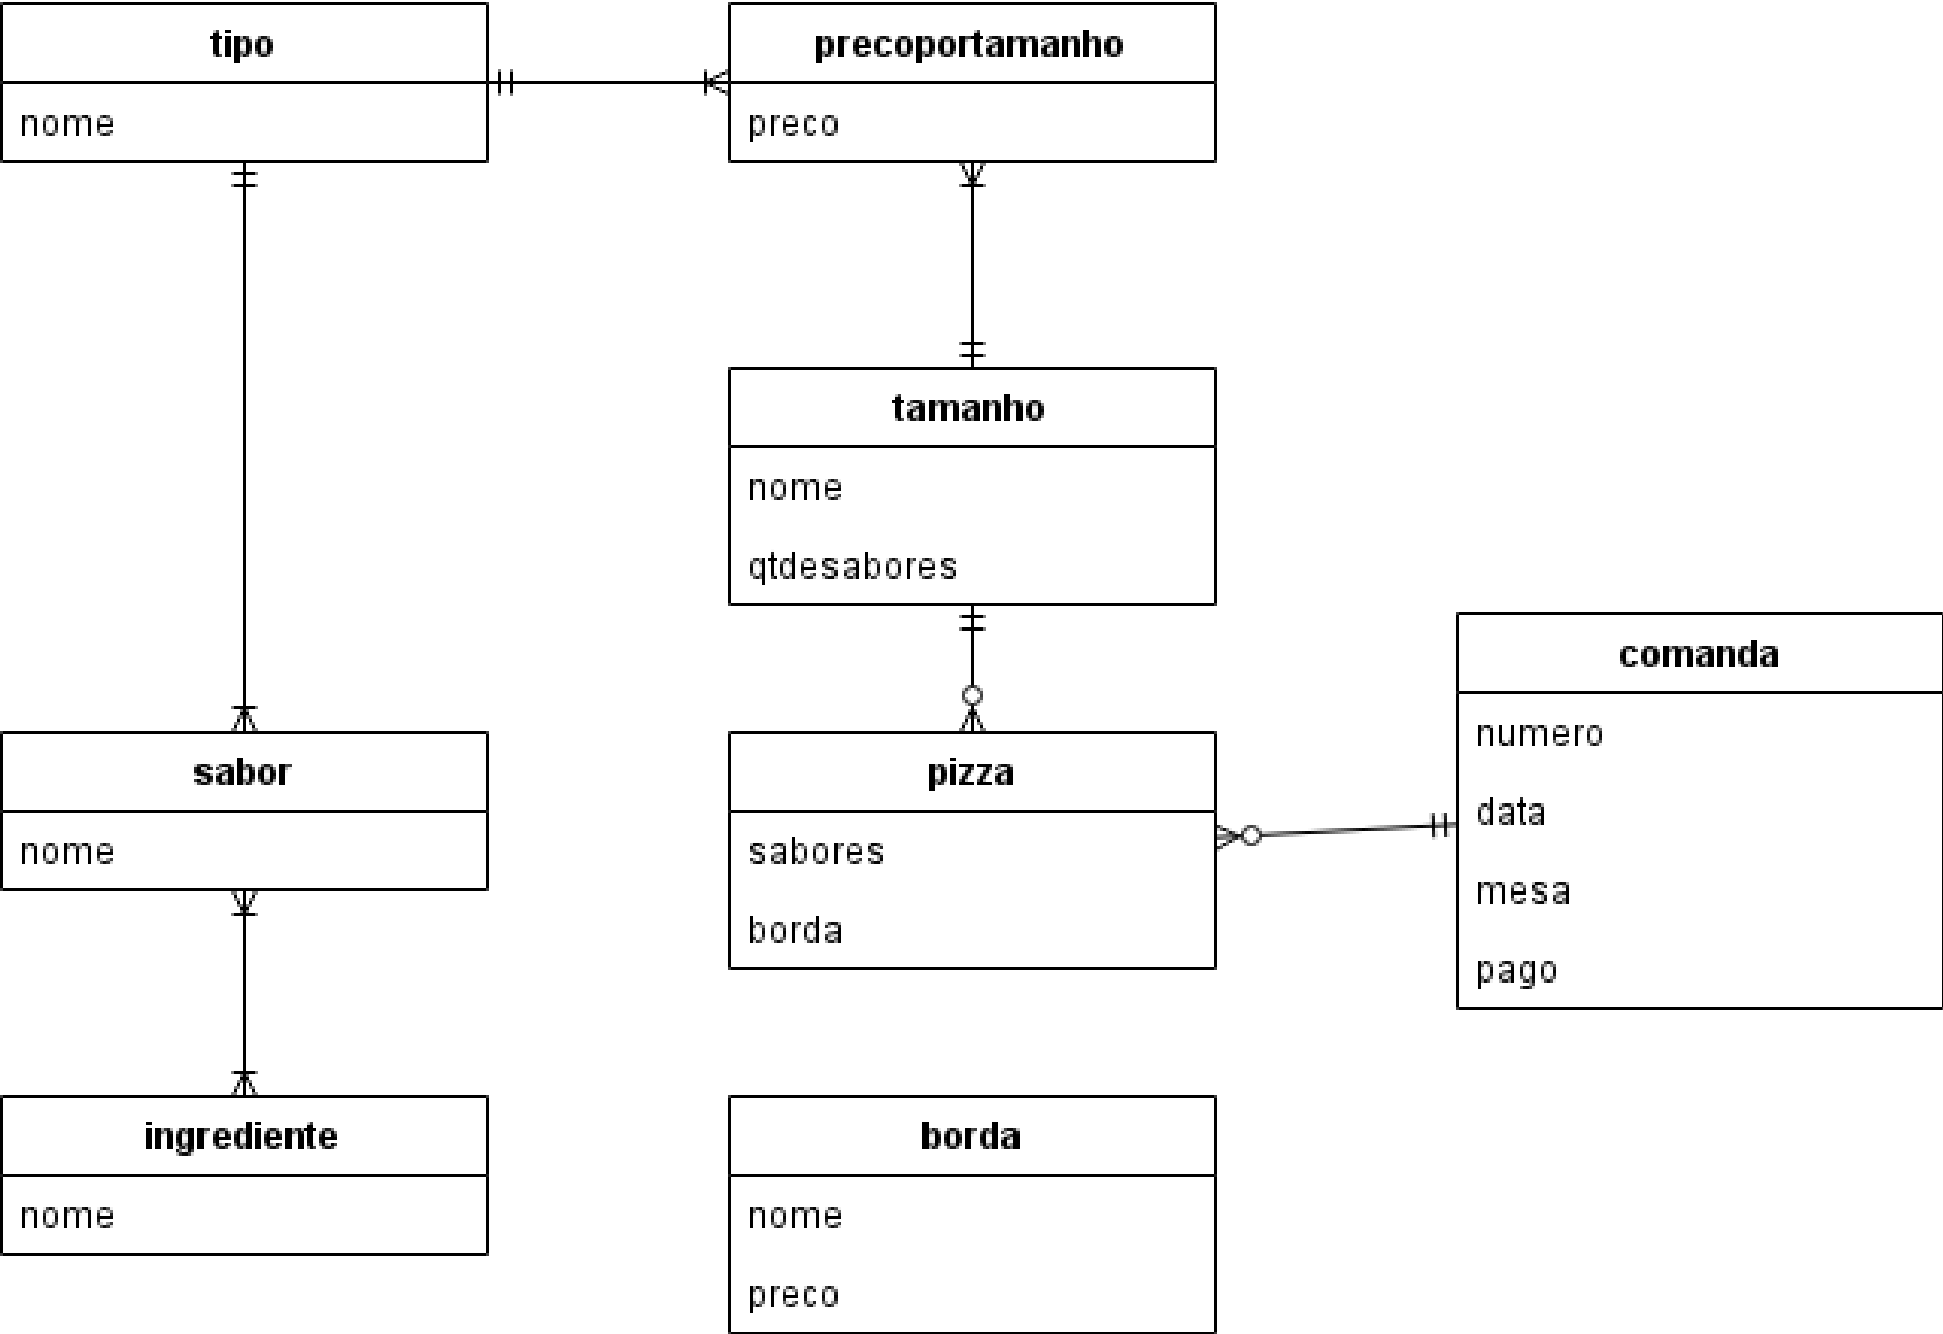 tipo
nome
precoportamanho
preco
tamanho
nome
qtdesabores
comanda
numero
data
mesa
pago
sabor
nome
pizza
sabores
borda
ingrediente
nome
borda
nome
preco